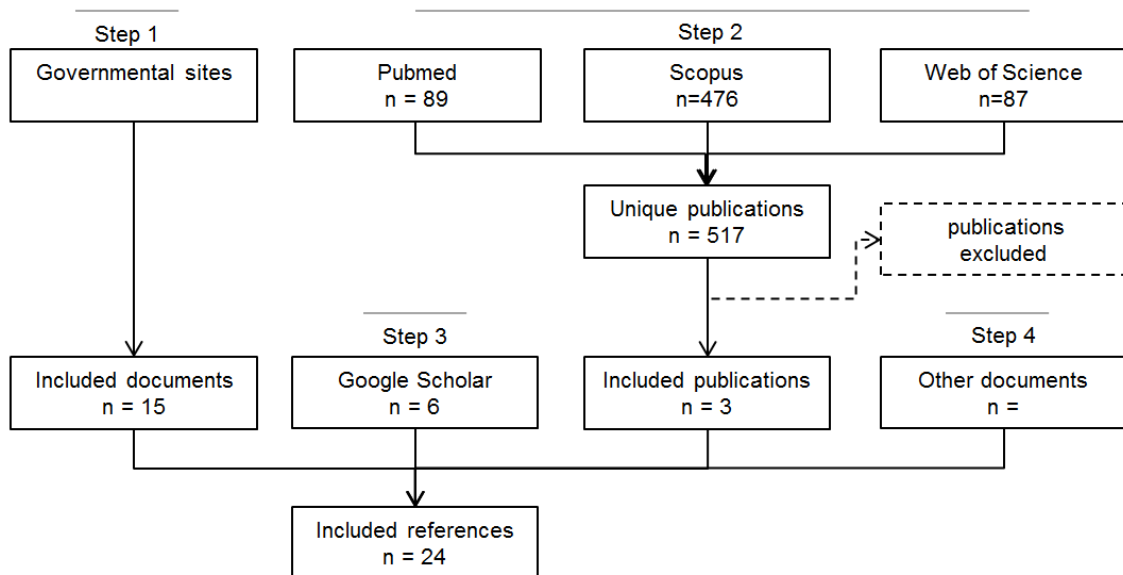 Step 1
Step 2
Governmental sites
Pubmed
n = 89
Scopus
n=476
Web of Science
n=87
Unique publications
n = 517
publications
excluded
Step 3
Step 4
Included documents
n = 15
Google Scholar
n = 6
Included publications
n = 3
Other documents
n =
Included references
n = 24